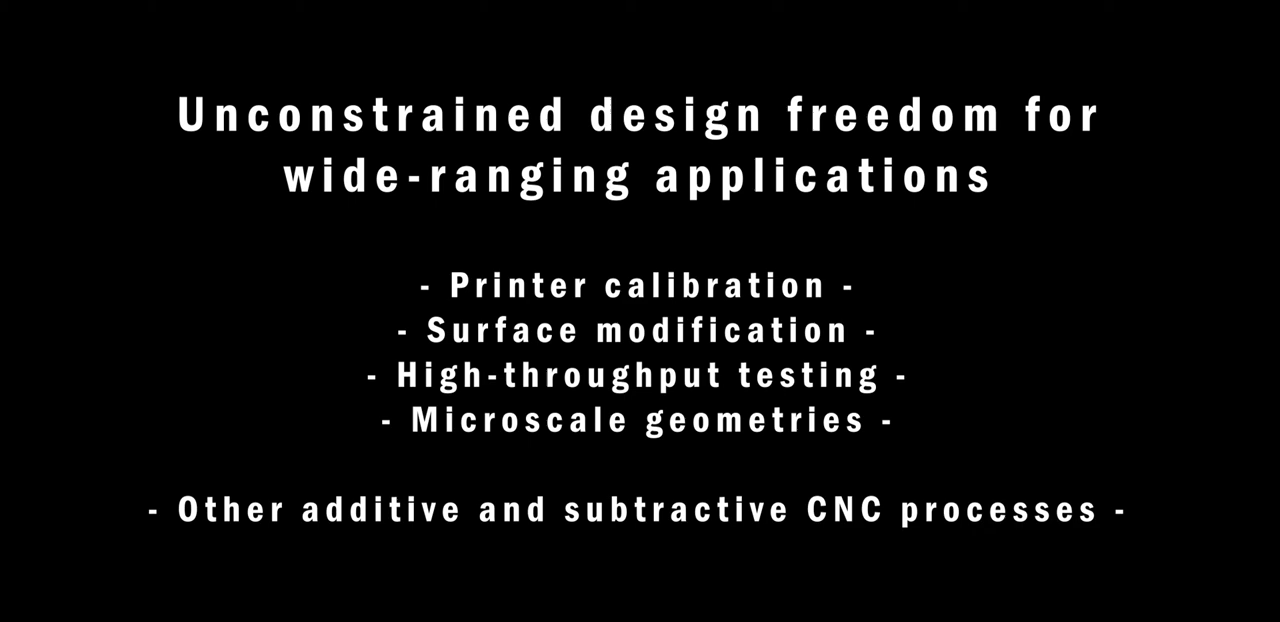 Unconstrained design freedom for
wide-ranging applications
- Printer calibration -
- Surface modification -
- High-throughput testing -
- Microscale geometries -
- Other additive and subtractive CNC processes -